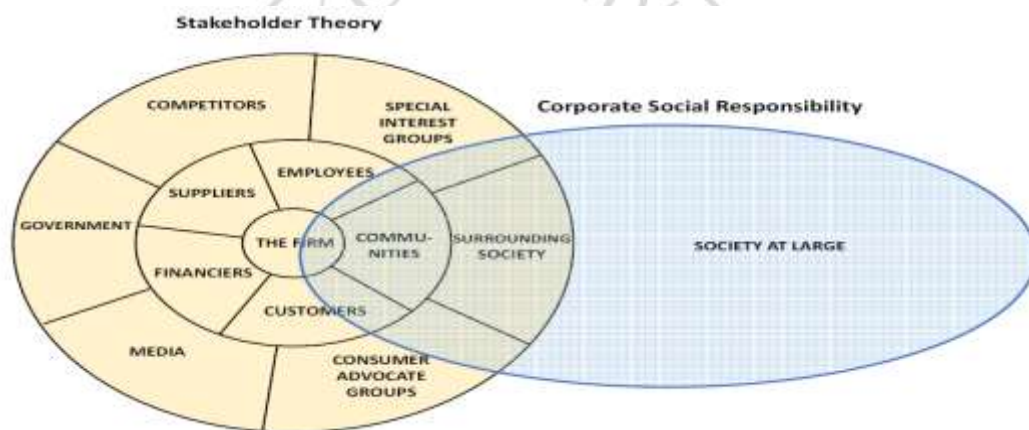 Stakeholder Theory
Corporate Social Responsibility
COMPETITORS
SPECIAL
INTEREST
GROUPS
EMPLOYEES
SUPPLIERS
GOVERNMENT
THE FIRM
COMMU-
NITIES
SURROUNDING
SOCIETY
SOCIETY AT LARGE
FINANCIERS
CUSTOMERS
MEDIA
CONSUMER
ADVOCATE
GROUPS